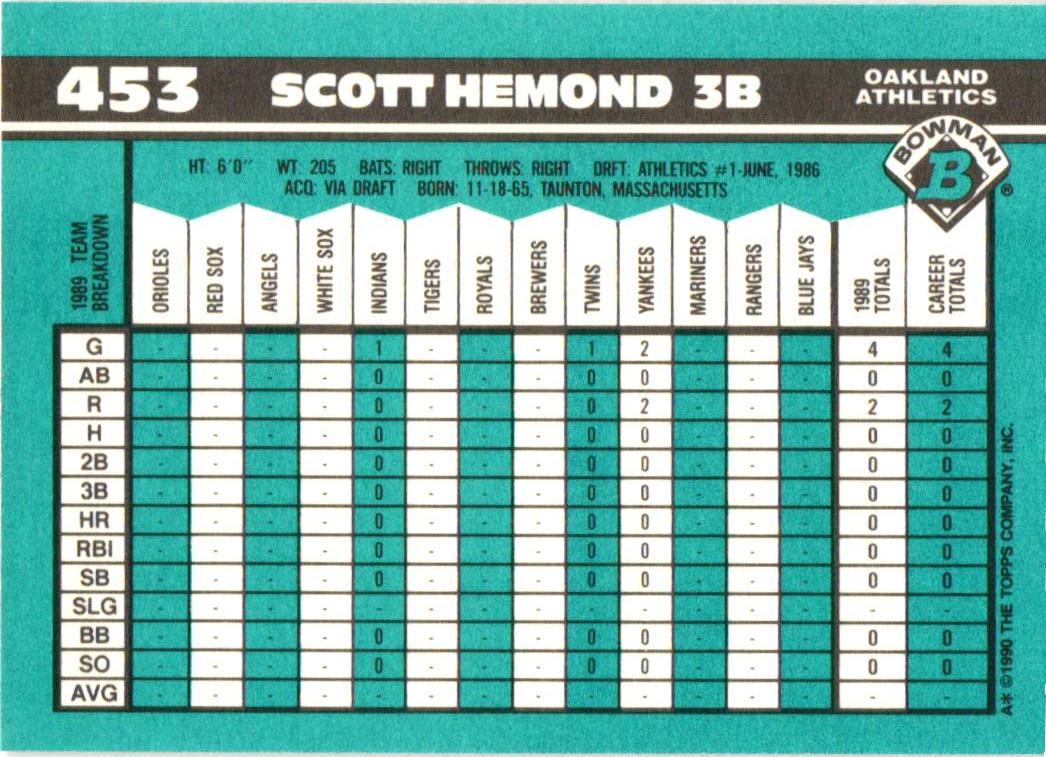 453 SCOTT HEMOND 3B OAKLAND ATHLETICS
BOWMAN
B
®
HT: 6'0" WT: 205 BATS: RIGHT THROWS: RIGHT DRFT: ATHLETICS #1-JUNE, 1986
ACQ: VIA DRAFT BORN: 11-18-65, TAUNTON, MASSACHUSETTS
1989 TEAM BREAKDOWN ORIOLES RED SOX ANGELS WHITE SOX INDIANS TIGERS ROYALS BREWERS TWINS YANKEES MARINERS RANGERS BLUE JAYS 1989 TOTALS CAREER TOTALS
G - - - - 1 - - - 1 2 - - - 4 4
AB - - - - 0 - - - 0 0 - - - 0 0
R - - - - 0 - - - 0 2 - - - 2 2
H - - - - 0 - - - 0 0 - - - 0 0
2B - - - - 0 - - - 0 0 - - - 0 0
3B - - - - 0 - - - 0 0 - - - 0 0
HR - - - - 0 - - - 0 0 - - - 0 0
RBI - - - - 0 - - - 0 0 - - - 0 0
SB - - - - 0 - - - 0 0 - - - 0 0
SLG - - - - - - - - - - - - - - -
BB - - - - 0 - - - 0 0 - - - 0 0
SO - - - - 0 - - - 0 0 - - - 0 0
AVG - - - - - - - - - - - - - - -
A* ©1990 THE TOPPS COMPANY, INC.